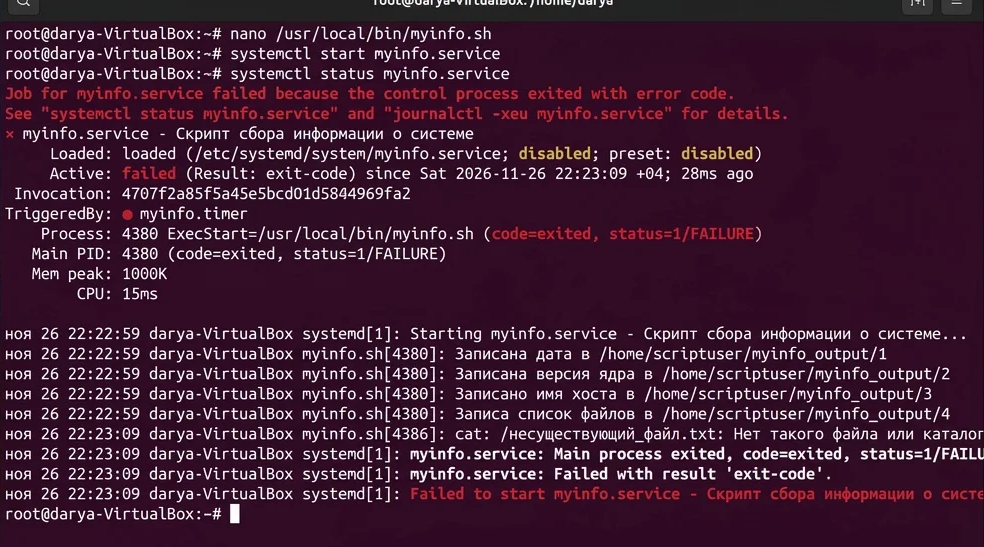 root@darya-VirtualBox: /home/darya
root@darya-VirtualBox:~# nano /usr/local/bin/myinfo.sh
root@darya-VirtualBox:~# systemctl start myinfo.service
root@darya-VirtualBox:~# systemctl status myinfo.service
Job for myinfo.service failed because the control process exited with error code.
See "systemctl status myinfo.service" and "journalctl -xeu myinfo.service" for details.
× myinfo.service - Скрипт сбора информации о системе
Loaded: loaded (/etc/systemd/system/myinfo.service; disabled; preset: disabled)
Active: failed (Result: exit-code) since Sat 2026-11-26 22:23:09 +04; 28ms ago
Invocation: 4707f2a85f5a45e5bcd01d5844969fa2
TriggeredBy: ● myinfo.timer
Process: 4380 ExecStart=/usr/local/bin/myinfo.sh (code=exited, status=1/FAILURE)
Main PID: 4380 (code=exited, status=1/FAILURE)
Mem peak: 1000K
CPU: 15ms
ноя 26 22:22:59 darya-VirtualBox systemd[1]: Starting myinfo.service - Скрипт сбора информации о системе...
ноя 26 22:22:59 darya-VirtualBox myinfo.sh[4380]: Записана дата в /home/scriptuser/myinfo_output/1
ноя 26 22:22:59 darya-VirtualBox myinfo.sh[4380]: Записана версия ядра в /home/scriptuser/myinfo_output/2
ноя 26 22:22:59 darya-VirtualBox myinfo.sh[4380]: Записано имя хоста в /home/scriptuser/myinfo_output/3
ноя 26 22:22:59 darya-VirtualBox myinfo.sh[4380]: Записа список файлов в /home/scriptuser/myinfo_output/4
ноя 26 22:23:09 darya-VirtualBox myinfo.sh[4386]: cat: /несуществующий_файл.txt: Нет такого файла или каталог
ноя 26 22:23:09 darya-VirtualBox systemd[1]: myinfo.service: Main process exited, code=exited, status=1/FAILU
ноя 26 22:23:09 darya-VirtualBox systemd[1]: myinfo.service: Failed with result 'exit-code'.
ноя 26 22:23:09 darya-VirtualBox systemd[1]: Failed to start myinfo.service - Скрипт сбора информации о систе
root@darya-VirtualBox:~#